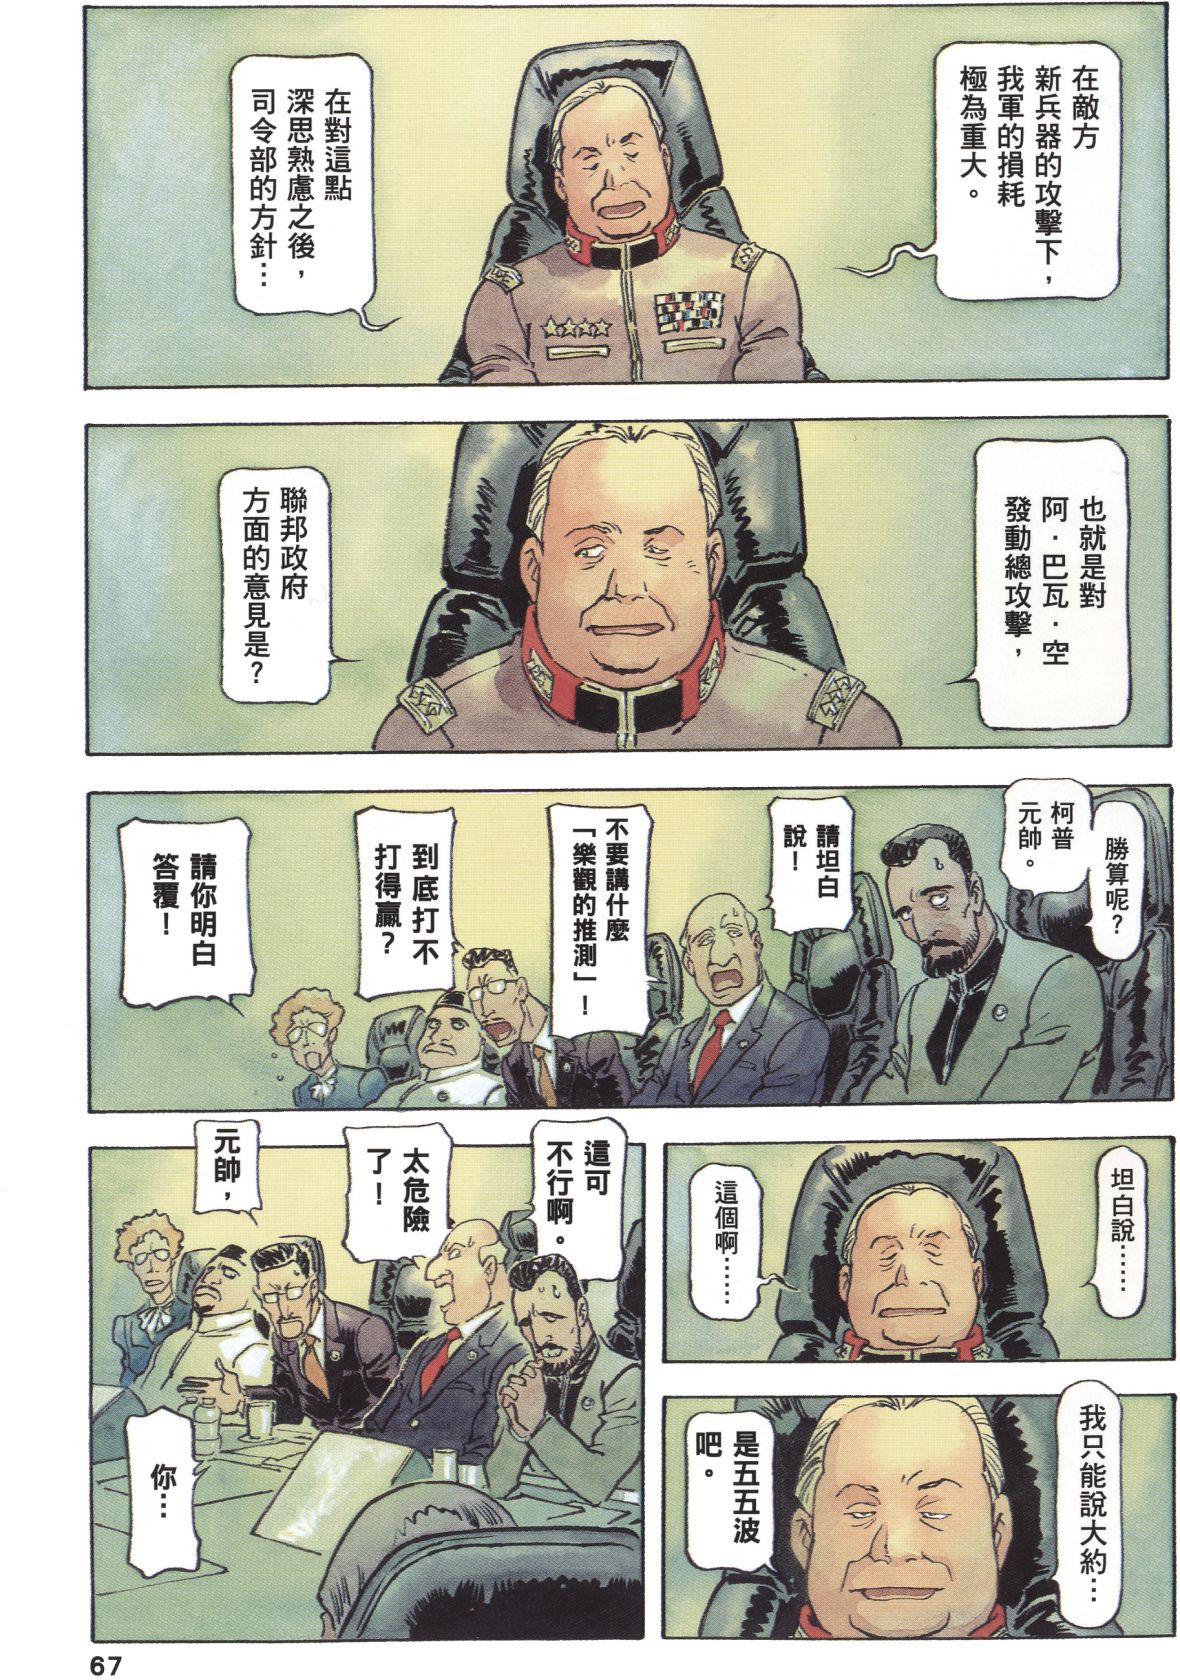 在敵方
新兵器的攻擊下，
我軍的損耗
極為重大。
在對這點
深思熟慮之後，
司令部的方針…
也就是對
阿・巴瓦・空
發動總攻擊，
聯邦政府
方面的意見是？
勝算呢？
柯普
元帥。
請坦白
說！
不要講什麼
「樂觀的推測」！
到底打不
打得贏？
請你明白
答覆！
坦白說……
這個啊……
我只能說大約…
是五五波
吧。
這可
不行啊。
太危險
了！
元帥，
你…
67